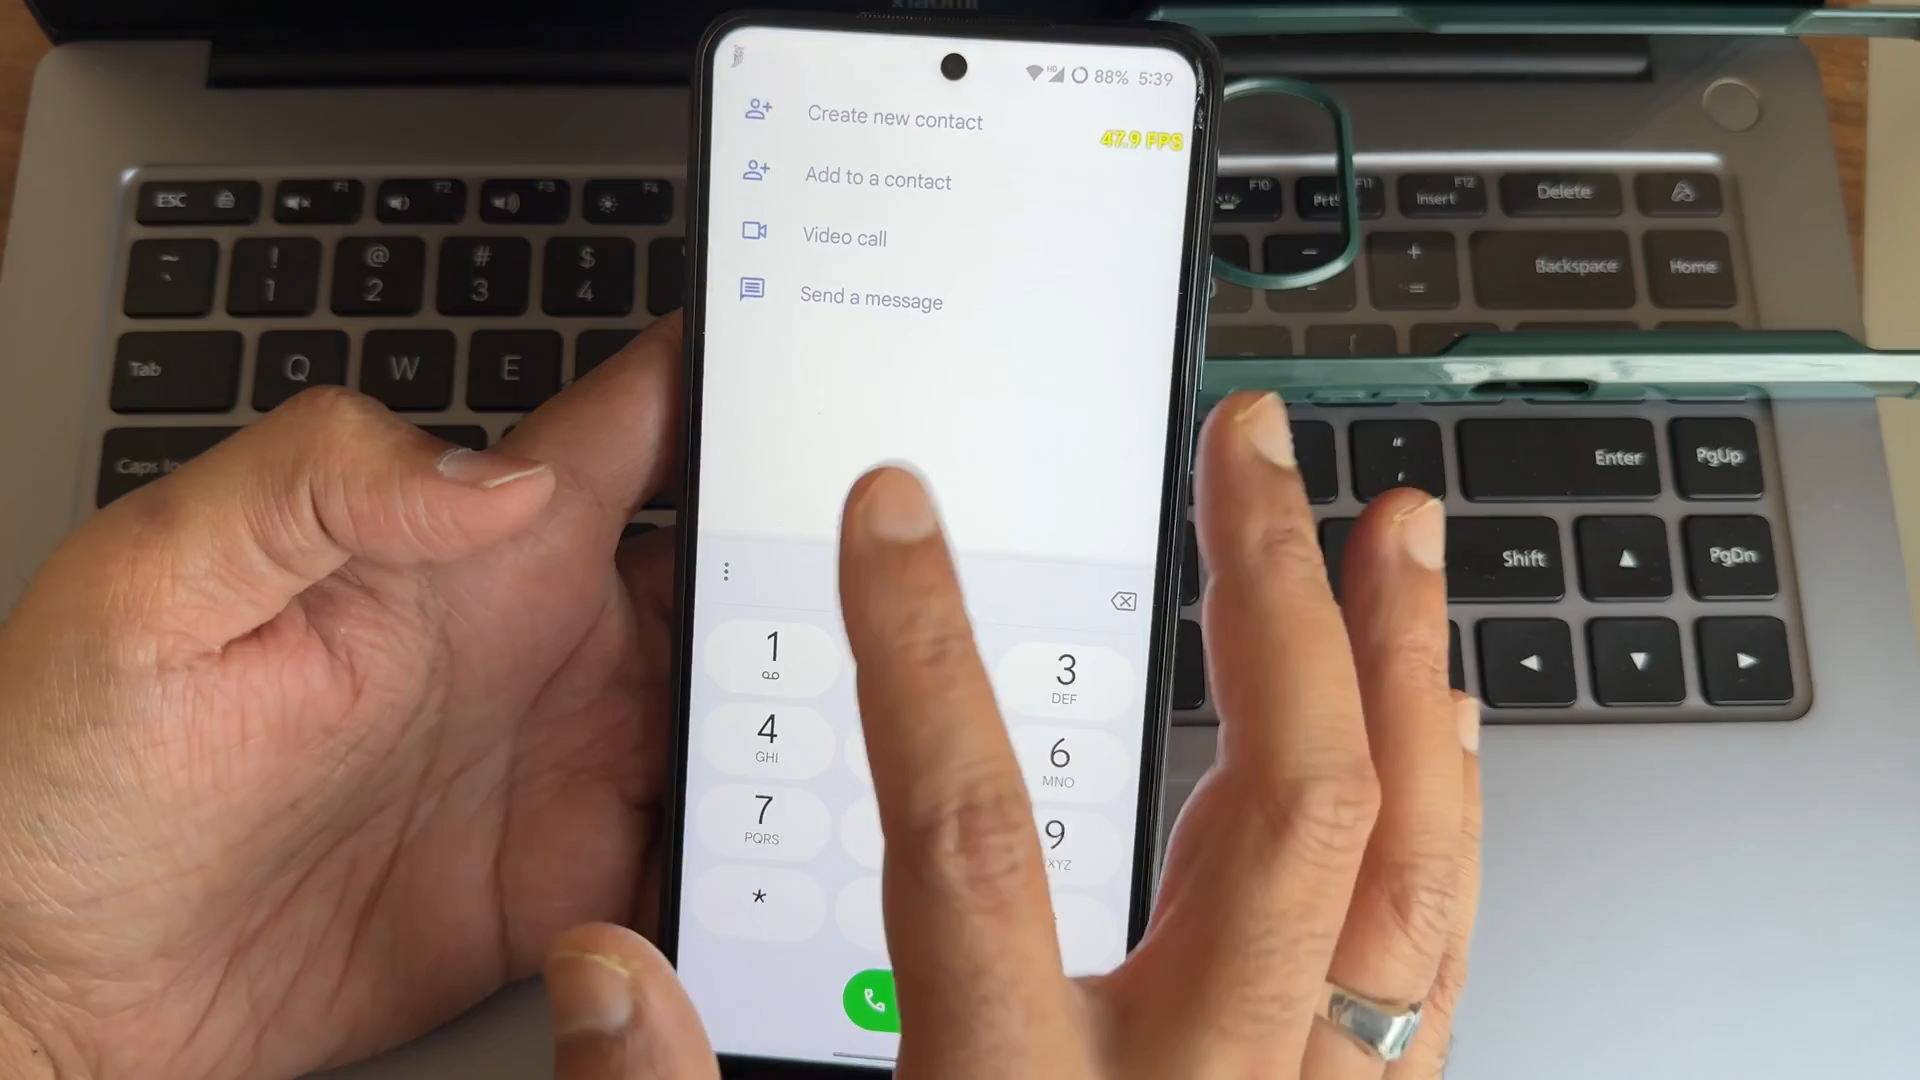 xiaomi
HD 88% 5:39
Create new contact
47.9 FPS
Add to a contact
Video call
Send a message
1
3
DEF
4
GHI
6
MNO
7
PQRS
9
XYZ
*
ESC
F1
F2
F3
F4
F10
F11
F12
Insert
Delete
~
`
!
1
@
2
#
3
$
4
+
=
Backspace
Home
Tab
Q
W
E
Enter
PgUp
Shift
PgDn